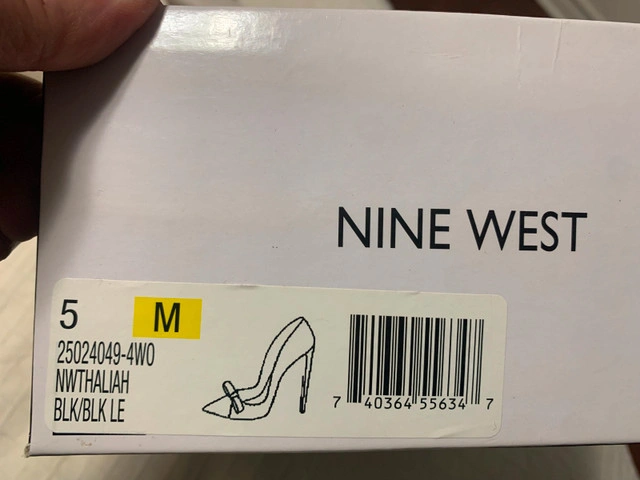 NINE WEST
5 M
25024049-4W0
NWTHALIAH
BLK/BLK LE
7 40364 55634 7